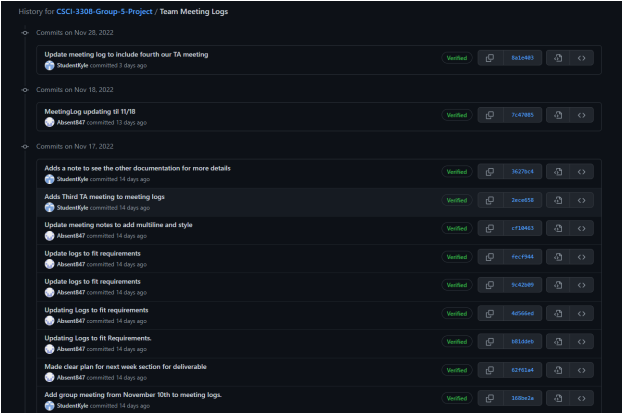 History for CSCI-3308-Group-5-Project / Team Meeting Logs
Commits on Nov 28, 2022
Update meeting log to include fourth our TA meeting
StudentKyle committed 3 days ago
Verified
8a1e403
Commits on Nov 18, 2022
MeetingLog updating til 11/18
Absent847 committed 13 days ago
Verified
7c47085
Commits on Nov 17, 2022
Adds a note to see the other documentation for more details
StudentKyle committed 14 days ago
Verified
3627bc4
Adds Third TA meeting to meeting logs
StudentKyle committed 14 days ago
Verified
2ece658
Update meeting notes to add multiline and style
Absent847 committed 14 days ago
Verified
cf10463
Update logs to fit requirements
Absent847 committed 14 days ago
Verified
fecf944
Update logs to fit requirements
Absent847 committed 14 days ago
Verified
9c42b09
Updating Logs to fit requirements
Absent847 committed 14 days ago
Verified
4d566ed
Updating Logs to fit Requirements.
Absent847 committed 14 days ago
Verified
b81ddeb
Made clear plan for next week section for deliverable
Absent847 committed 14 days ago
Verified
62f61a4
Add group meeting from November 10th to meeting logs.
StudentKyle committed 14 days ago
Verified
168be2a